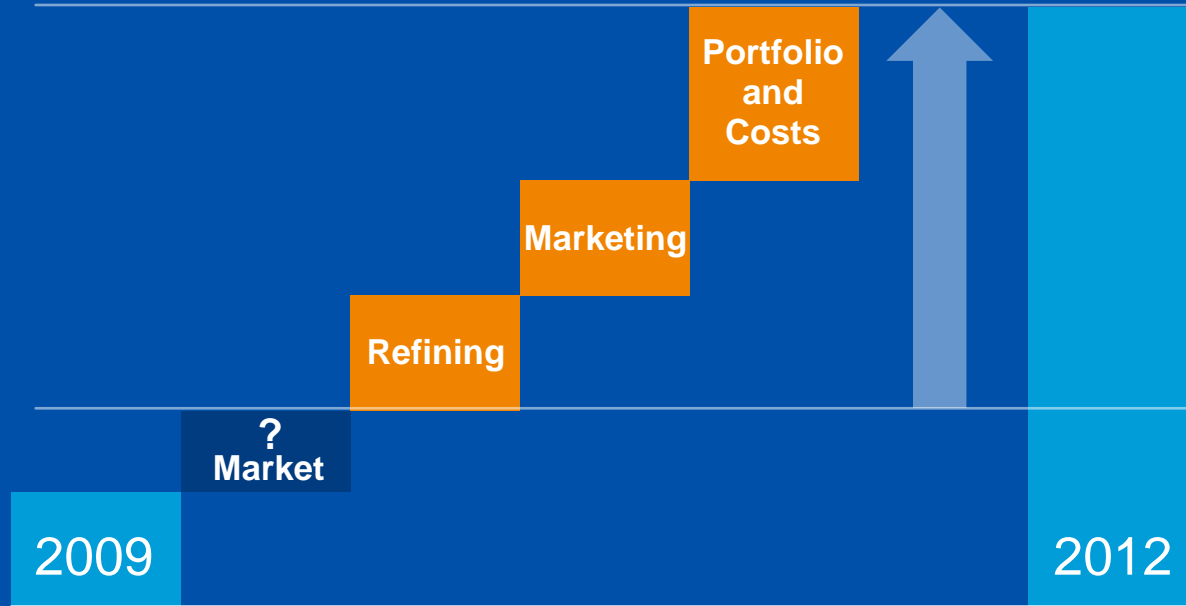 Portfolio
and
Costs
Marketing
Refining
?
Market
2009
2012